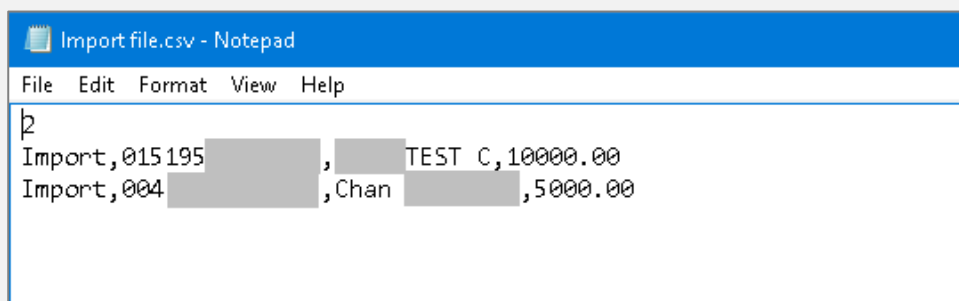 Import file.csv - Notepad
File Edit Format View Help
2
Import,015195 , TEST C,10000.00
Import,004 ,Chan ,5000.00